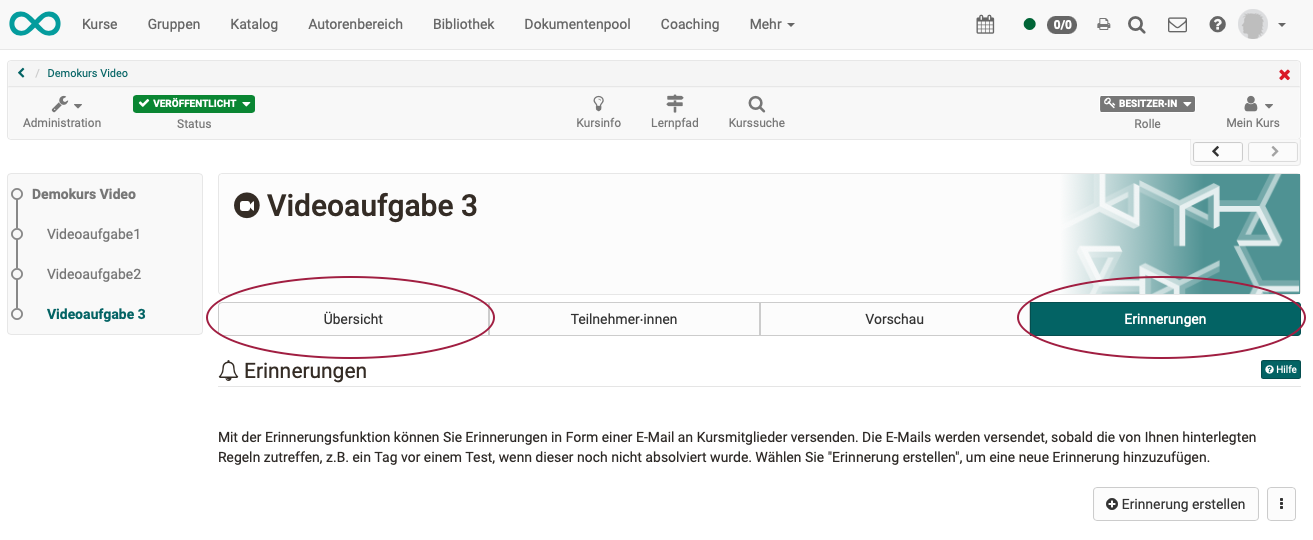 Kurse Gruppen Katalog Autorenbereich Bibliothek Dokumentenpool Coaching Mehr 0/0
/ Demokurs Video
VERÖFFENTLICHT BESITZER·IN
Administration Status Kursinfo Lernpfad Kurssuche Rolle Mein Kurs
Demokurs Video
Videoaufgabe1
Videoaufgabe2
Videoaufgabe 3
Videoaufgabe 3
Übersicht Teilnehmer·innen Vorschau Erinnerungen
Erinnerungen Hilfe
Mit der Erinnerungsfunktion können Sie Erinnerungen in Form einer E-Mail an Kursmitglieder versenden. Die E-Mails werden versendet, sobald die von Ihnen hinterlegten
Regeln zutreffen, z.B. ein Tag vor einem Test, wenn dieser noch nicht absolviert wurde. Wählen Sie "Erinnerung erstellen", um eine neue Erinnerung hinzuzufügen.
Erinnerung erstellen